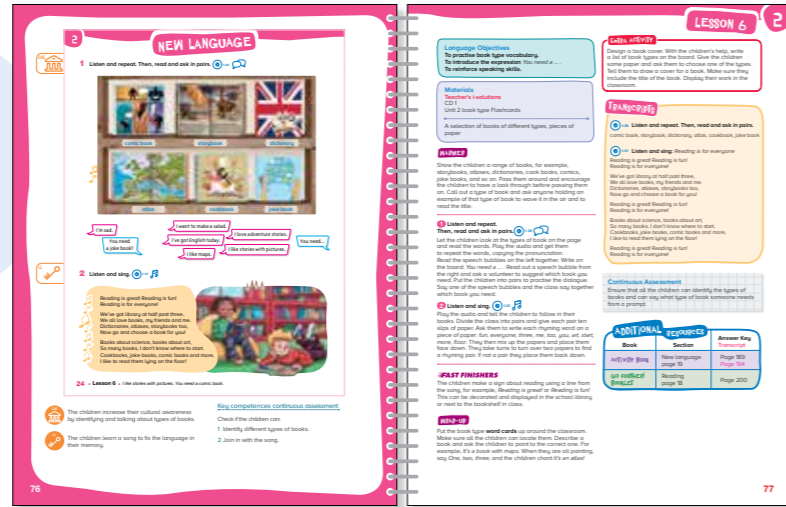 2
NEW LANGUAGE
1 Listen and repeat. Then, read and ask in pairs.
comic book
storybook
dictionary
atlas
cookbook
joke book
I'm sad.
You need
a joke book!
I want to make a salad.
I've got English today.
I love adventure stories.
I like maps.
I like stories with pictures.
You need...
2 Listen and sing.
Reading is great! Reading is fun!
Reading is for everyone!
We've got library at half past three,
We all love books, my friends and me.
Dictionaries, atlases, storybooks too,
Now go and choose a book for you!
Books about science, books about art,
So many books, I don't know where to start.
Cookbooks, joke books, comic books and more,
I like to read them lying on the floor!
24 • Lesson 6 • I like stories with pictures. You need a comic book.
The children increase their cultural awareness
by identifying and talking about types of books.
The children learn a song to fix the language in
their memory.
Key competences continuous assessment
Check if the children can:
1 Identify different types of books.
2 Join in with the song.
76
LESSON 6
2
Language Objectives
To practise book type vocabulary.
To introduce the expression You need a ... .
To reinforce speaking skills.
Materials
Teacher's i-solutions
CD 1
Unit 2 book type Flashcards
A selection of books of different types, pieces of
paper
WARMER
Show the children a range of books, for example,
storybooks, atlases, dictionaries, cook books, comics,
joke books, and so on. Pass them around and encourage
the children to have a look through before passing them
on. Call out a type of book and ask anyone holding an
example of that type of book to wave it in the air and to
read the title.
1 Listen and repeat.
Then, read and ask in pairs.
Let the children look at the types of book on the page
and read the words. Play the audio and get them
to repeat the words, copying the pronunciation.
Read the speech bubbles on the left together. Write on
the board: You need a ... . Read out a speech bubble from
the right and ask a volunteer to suggest which book you
need. Put the children into pairs to practise the dialogue.
Say one of the speech bubbles and the class say together
which book you need.
2 Listen and sing.
Play the audio and tell the children to follow in their
books. Divide the class into pairs and give each pair ten
slips of paper. Ask them to write each rhyming word on a
piece of paper: fun, everyone, three, me, too, you, art, start,
more, floor. They then mix up the papers and place them
face down. They take turns to turn over two papers to find
a rhyming pair. If not a pair they place them back down.
FAST FINISHERS
The children make a sign about reading using a line from
the song, for example, Reading is great! or Reading is fun!
This can be decorated and displayed in the school library
or next to the bookshelf in class.
WRAP-UP
Put the book type word cards up around the classroom.
Make sure all the children can locate them. Describe a
book and ask the children to point to the correct one. For
example, It's a book with maps. When they are all pointing,
say One, two, three, and the children chant It's an atlas!
EXTRA ACTIVITY
Design a book cover. With the children's help, write
a list of book types on the board. Give the children
some paper and ask them to choose one of the types.
Tell them to draw a cover for a book. Make sure they
include the title of the book. Display their work in the
classroom.
TRANSCRIPTS
Listen and repeat. Then, read and ask in pairs.
comic book, storybook, dictionary, atlas, cookbook, joke book
Listen and sing: Reading is for everyone
Reading is great! Reading is fun!
Reading is for everyone!
We've got library at half past three,
We all love books, my friends and me.
Dictionaries, atlases, storybooks too,
Now go and choose a book for you!
Reading is great! Reading is fun!
Reading is for everyone!
Books about science, books about art,
So many books, I don't know where to start.
Cookbooks, joke books, comic books and more,
I like to read them lying on the floor!
Reading is great! Reading is fun!
Reading is for everyone!
Continuous Assessment
Ensure that all the children can identify the types of
books and can say what type of book someone needs
from a prompt.
ADDITIONAL RESOURCES
Book Section Answer Key
Transcript
ACTIVITY BOOK New language page 19 Page 189
Page 194
GO FURTHER! BOOKLET Reading page 18 Page 200
77